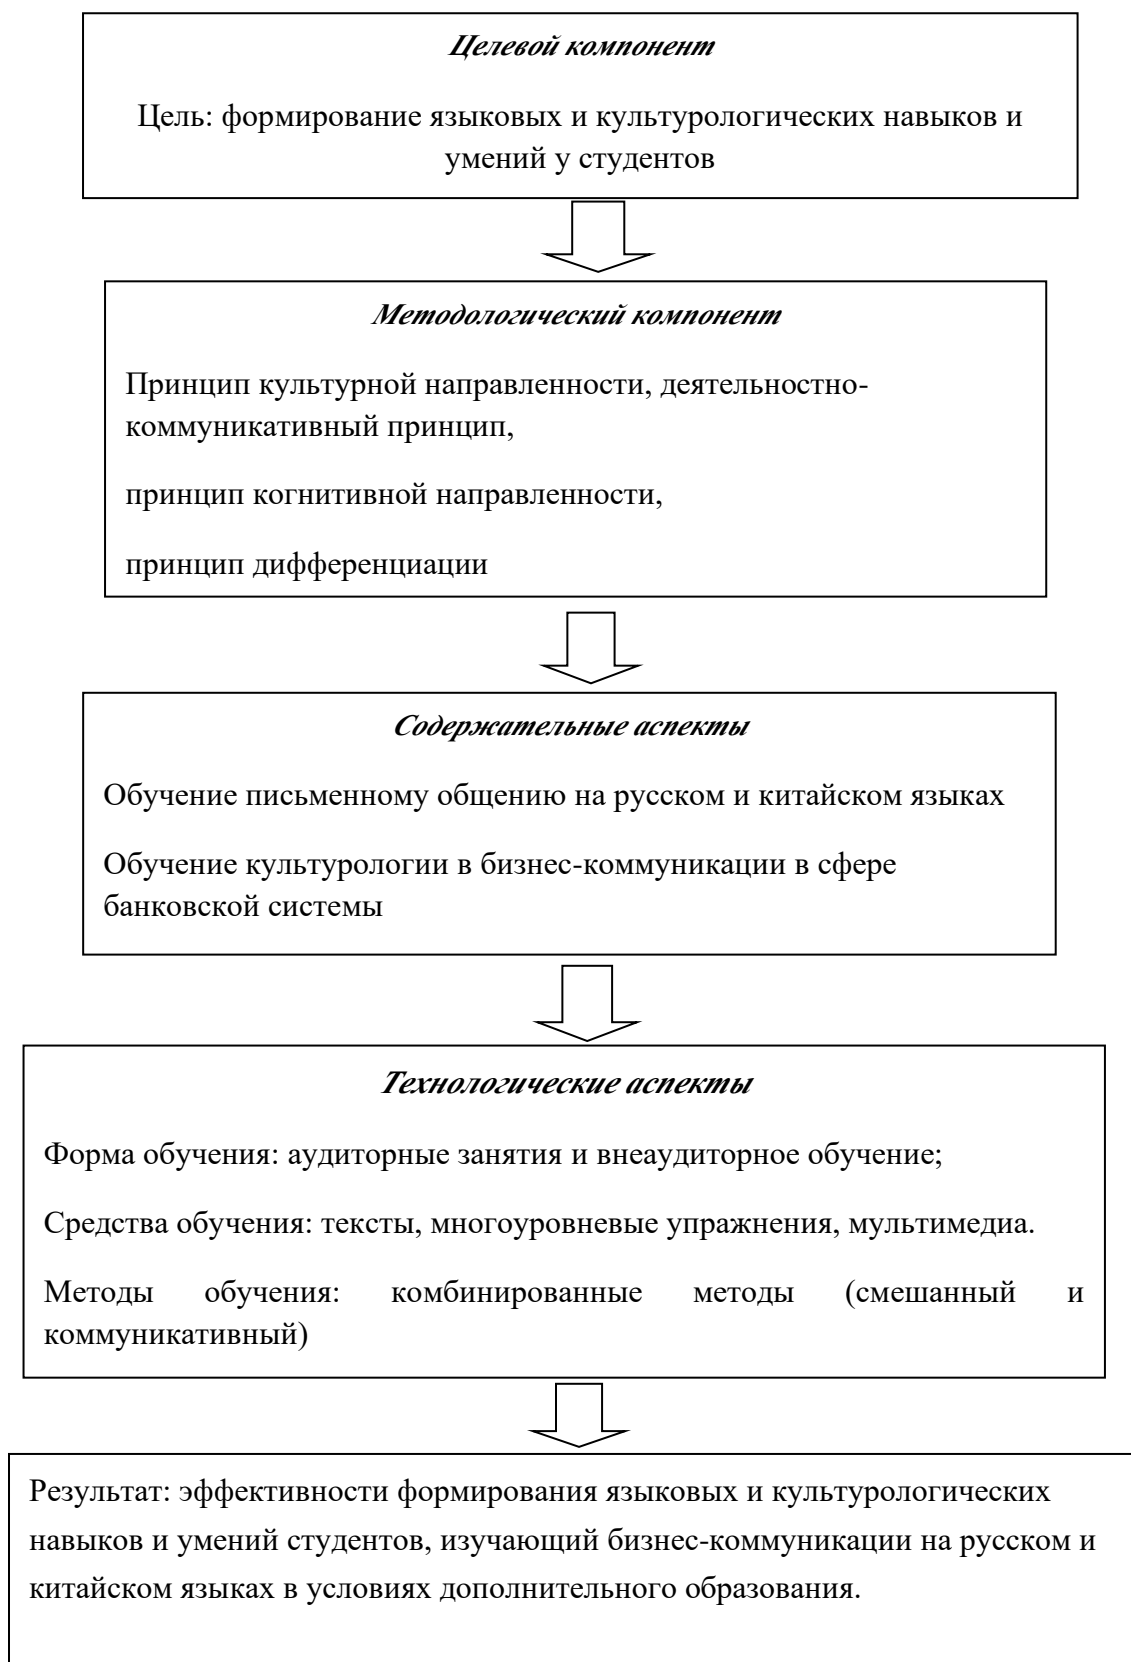 Целевой компонент
Цель: формирование языковых и культурологических навыков и
умений у студентов
Методологический компонент
Принцип культурной направленности, деятельностно-
коммуникативный принцип,
принцип когнитивной направленности,
принцип дифференциации
Содержательные аспекты
Обучение письменному общению на русском и китайском языках
Обучение культурологии в бизнес-коммуникации в сфере
банковской системы
Технологические аспекты
Форма обучения: аудиторные занятия и внеаудиторное обучение;
Средства обучения: тексты, многоуровневые упражнения, мультимедиа.
Методы обучения: комбинированные методы (смешанный и
коммуникативный)
Результат: эффективности формирования языковых и культурологических
навыков и умений студентов, изучающий бизнес-коммуникации на русском и
китайском языках в условиях дополнительного образования.